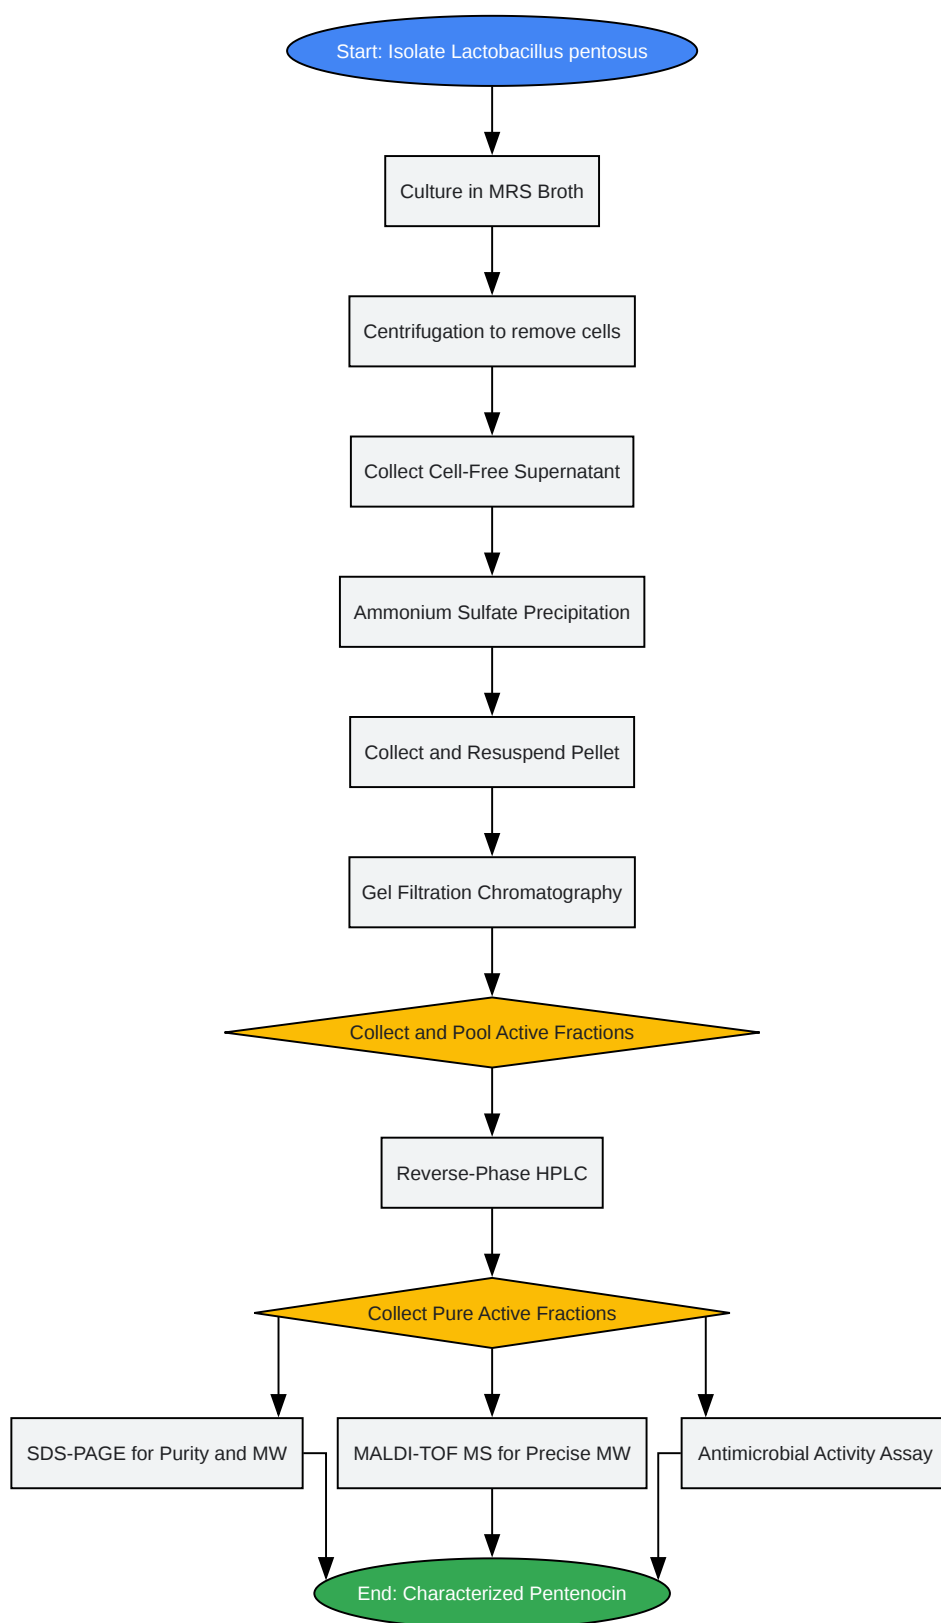 Start: Isolate Lactobacillus pentosus
Culture in MRS Broth
Centrifugation to remove cells
Collect Cell-Free Supernatant
Ammonium Sulfate Precipitation
Collect and Resuspend Pellet
Gel Filtration Chromatography
Collect and Pool Active Fractions
Reverse-Phase HPLC
Collect Pure Active Fractions
SDS-PAGE for Purity and MW
MALDI-TOF MS for Precise MW
Antimicrobial Activity Assay
End: Characterized Pentenocin